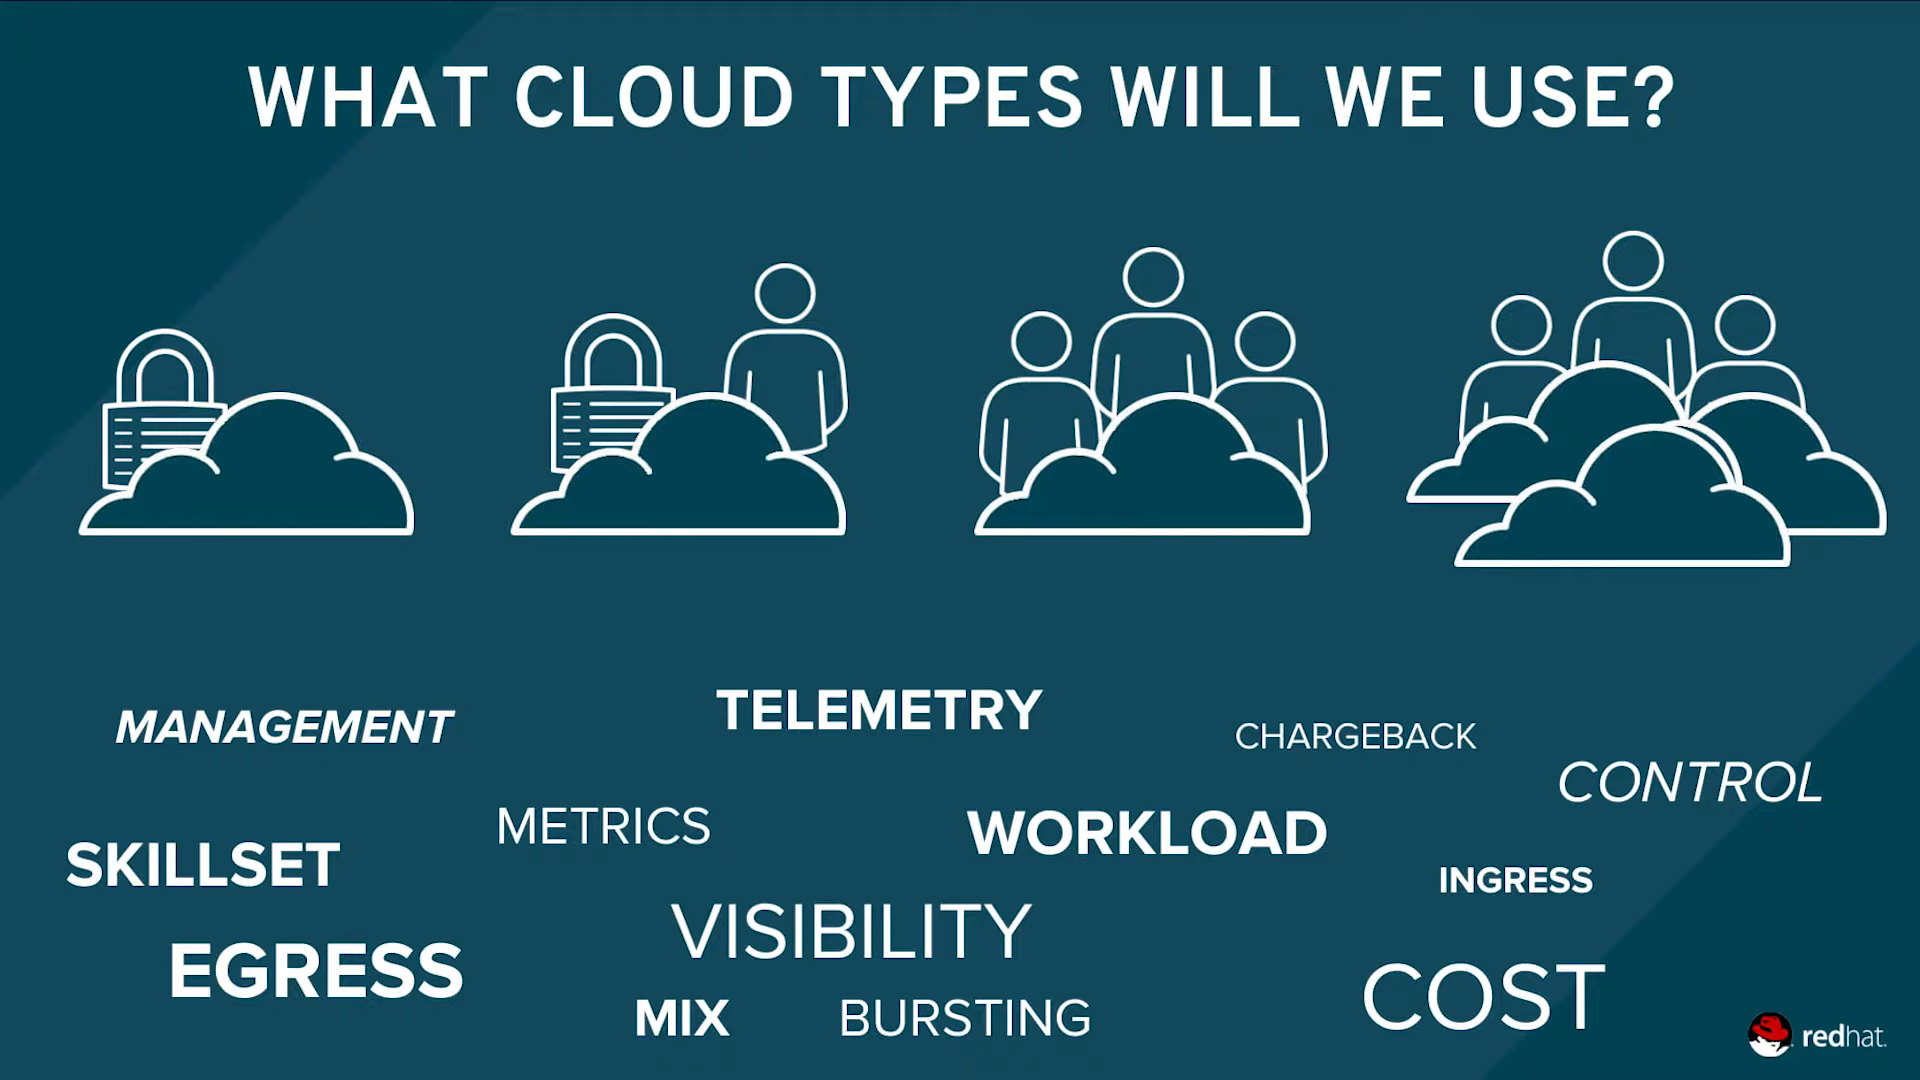 WHAT CLOUD TYPES WILL WE USE?
MANAGEMENT
TELEMETRY
CHARGEBACK
CONTROL
METRICS
WORKLOAD
SKILLSET
INGRESS
VISIBILITY
EGRESS
COST
MIX
BURSTING
redhat.